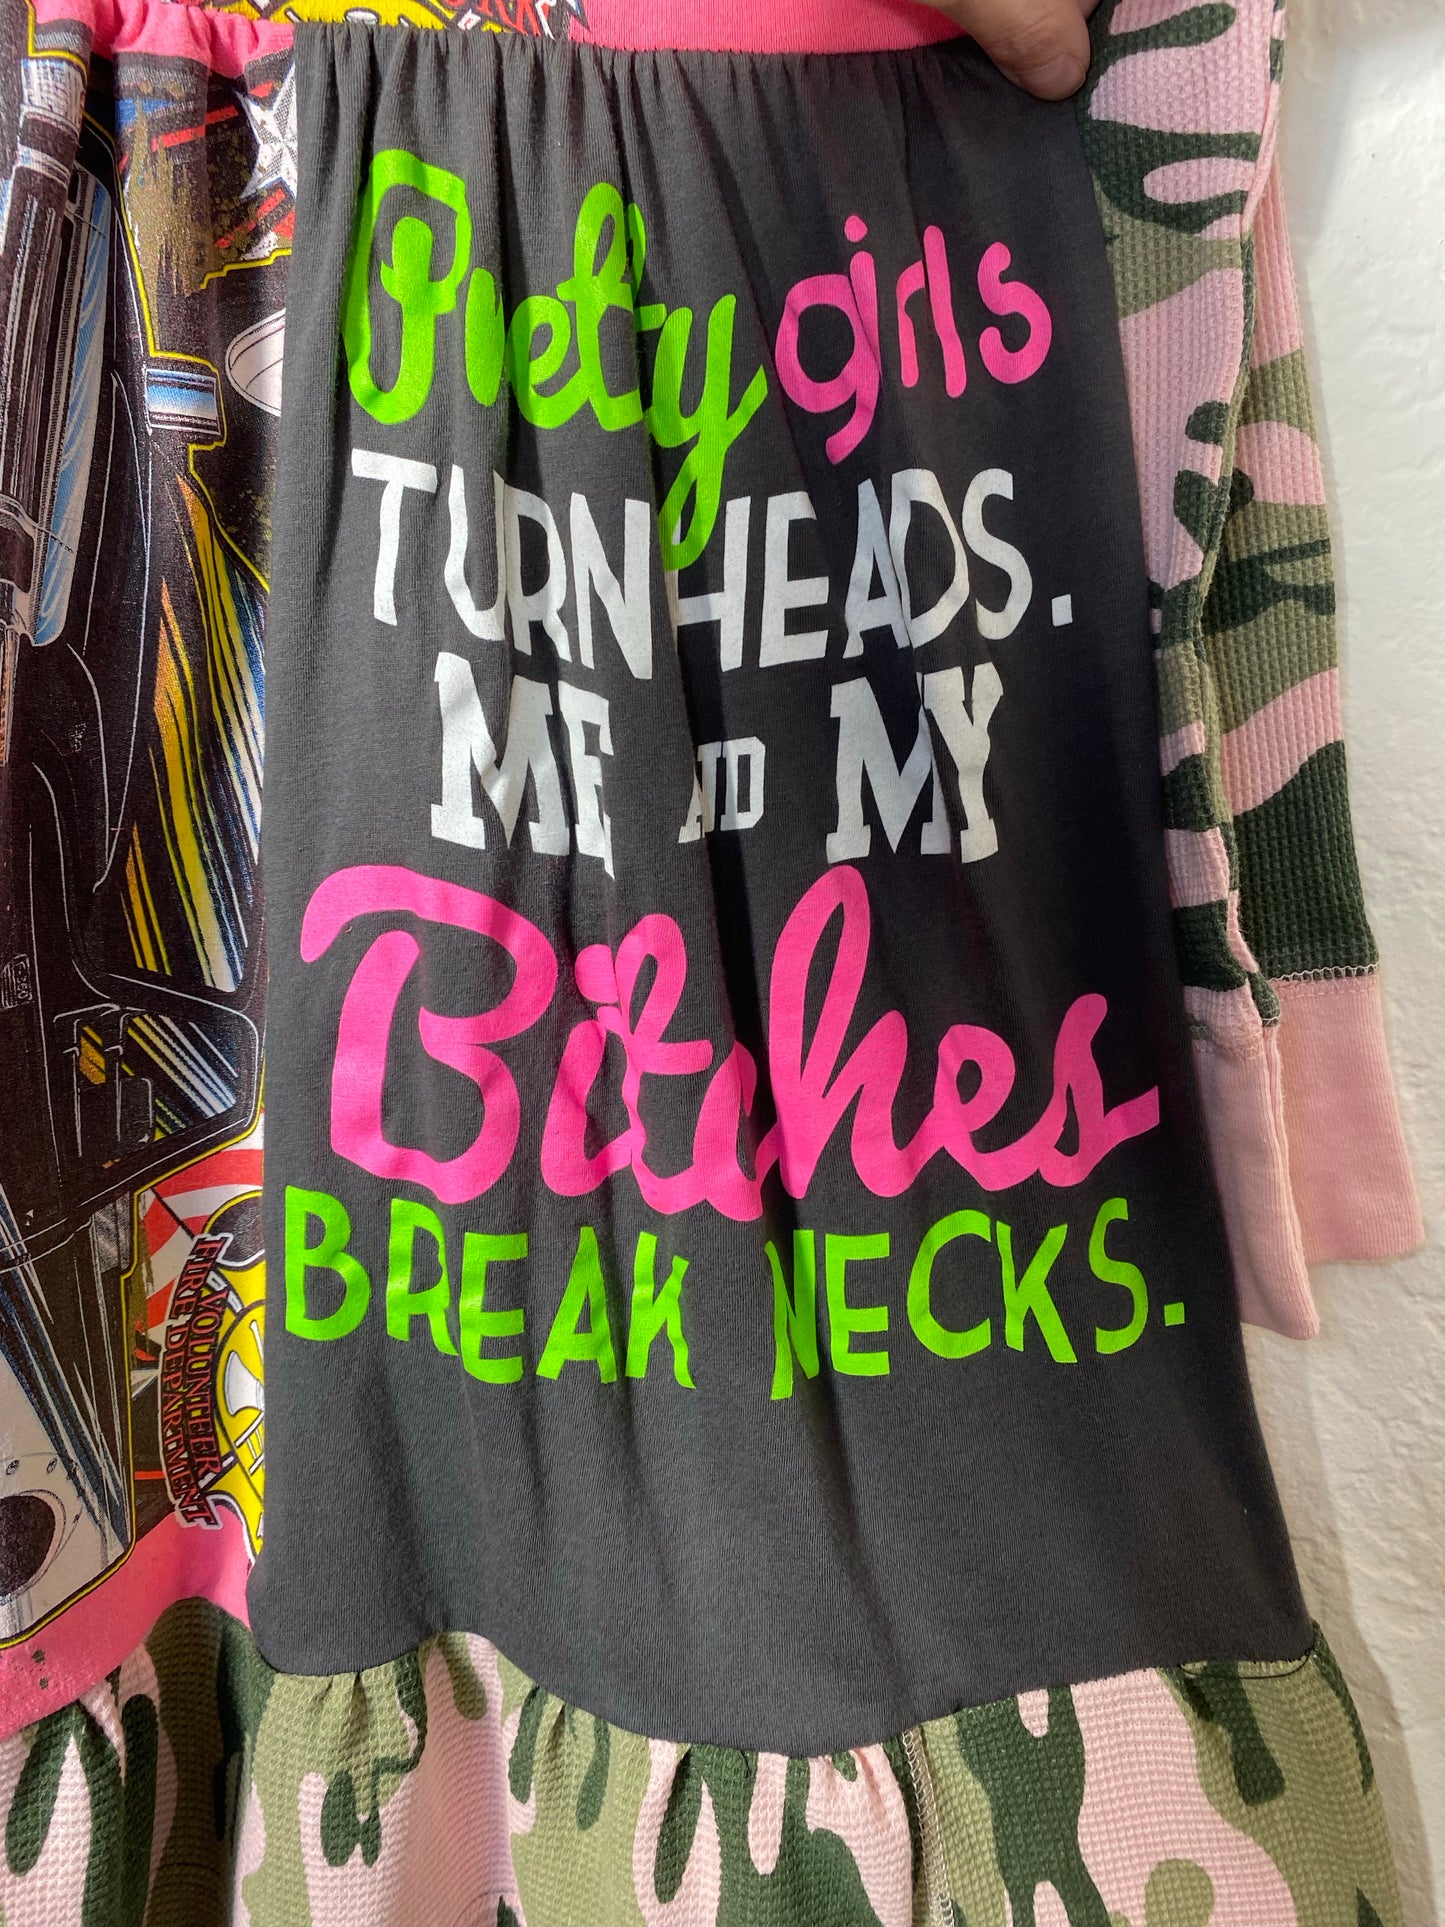 Pretty girls
TURN HEADS.
ME AND MY
Bitches
BREAK NECKS.
VOLUNTEER
FIRE DEPARTMENT